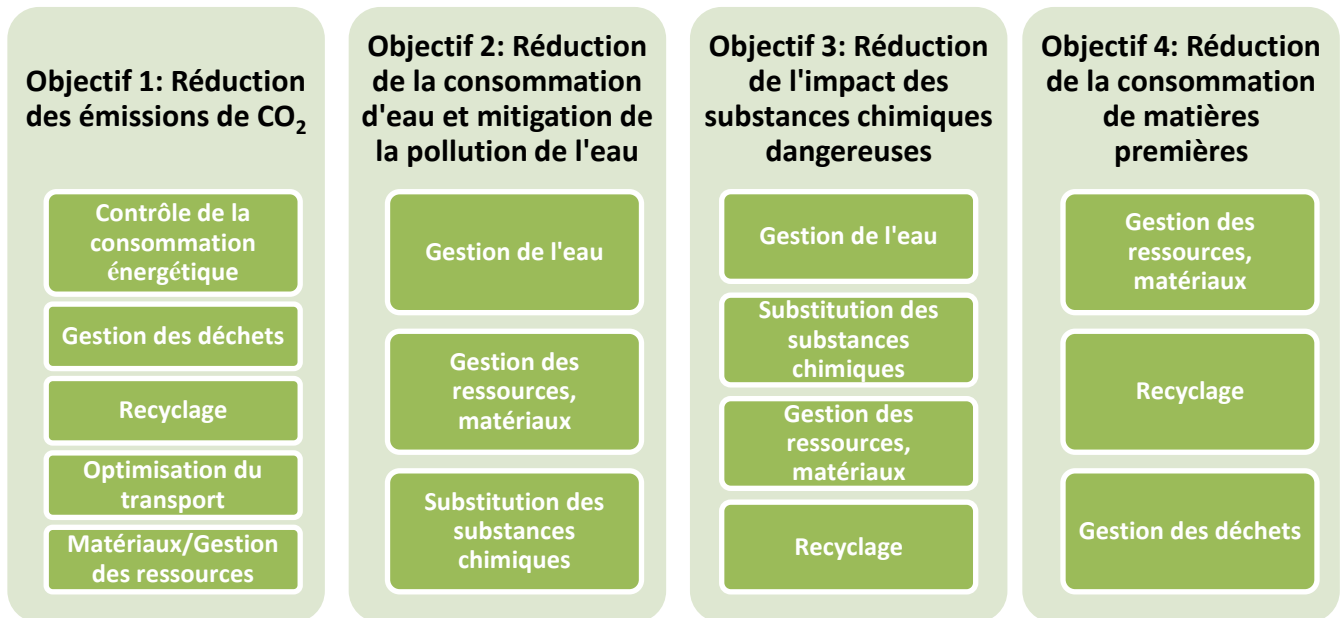 Objectif 1: Réduction
des émissions de CO₂
Contrôle de la
consommation
énergétique
Gestion des déchets
Recyclage
Optimisation du
transport
Matériaux/Gestion
des ressources
Objectif 2: Réduction
de la consommation
d'eau et mitigation de
la pollution de l'eau
Gestion de l'eau
Gestion des
ressources,
matériaux
Substitution des
substances
chimiques
Objectif 3: Réduction
de l'impact des
substances chimiques
dangereuses
Gestion de l'eau
Substitution des
substances
chimiques
Gestion des
ressources,
matériaux
Recyclage
Objectif 4: Réduction
de la consommation
de matières
premières
Gestion des
ressources,
matériaux
Recyclage
Gestion des déchets